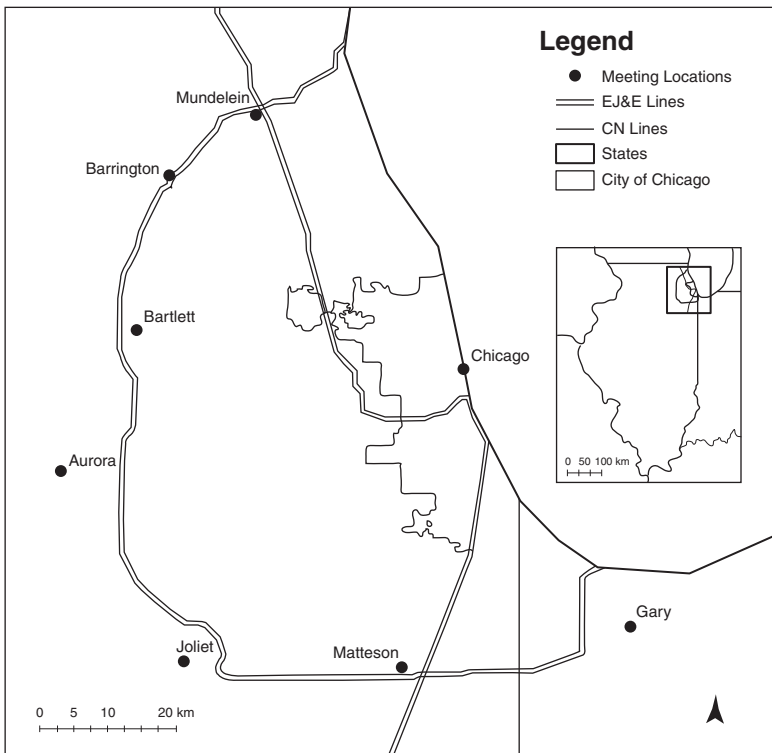 Legend
Meeting Locations
EJ&E Lines
CN Lines
States
City of Chicago
Mundelein
Barrington
Bartlett
Chicago
Aurora
0 50 100 km
Gary
Joliet
Matteson
0 5 10 20 km